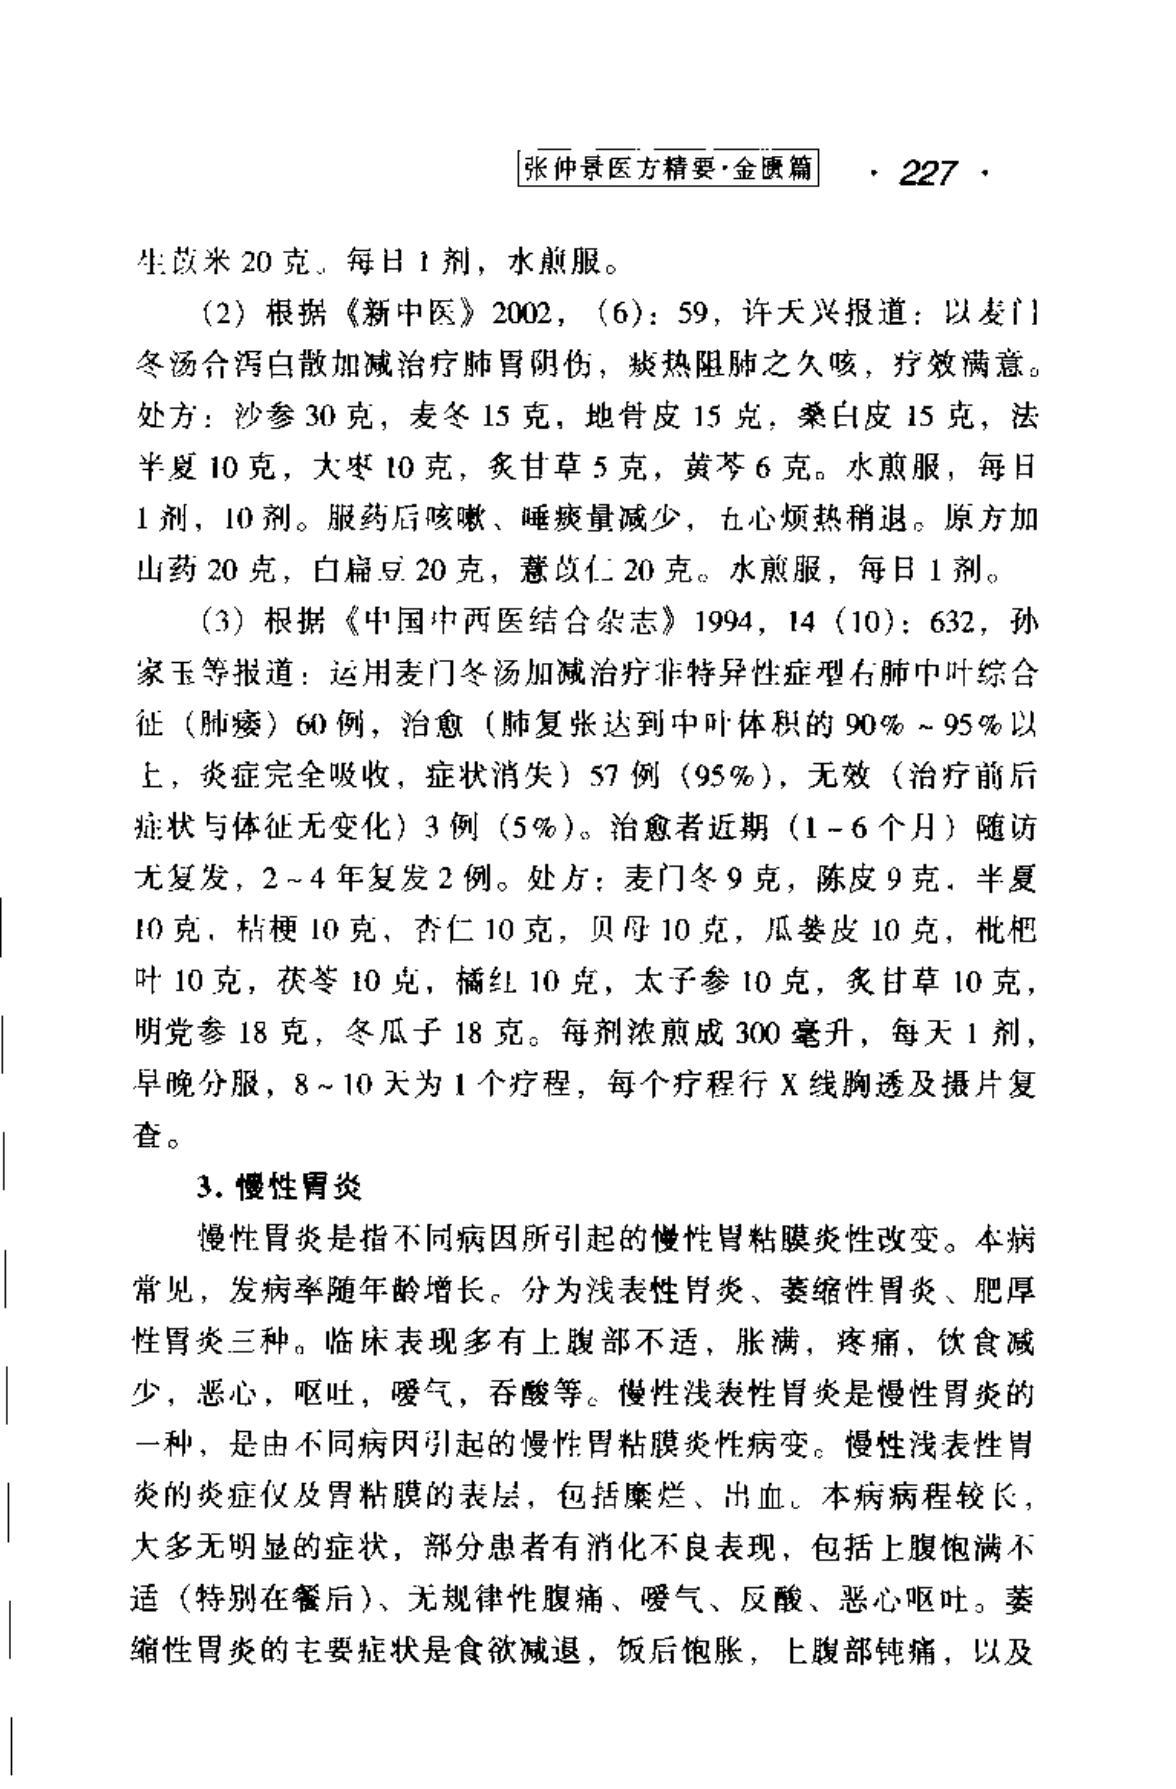 张仲景医方精要·金匮篇 · 227 ·
生苡米 20 克。每日 1 剂，水煎服。
（2）根据《新中医》2002，（6）：59，许天兴报道：以麦门
冬汤合泻白散加减治疗肺胃阴伤，痰热阻肺之久咳，疗效满意。
处方：沙参 30 克，麦冬 15 克，地骨皮 15 克，桑白皮 15 克，法
半夏 10 克，大枣 10 克，炙甘草 5 克，黄芩 6 克。水煎服，每日
1 剂，10 剂。服药后咳嗽、唾痰量减少，五心烦热稍退。原方加
山药 20 克，白扁豆 20 克，薏苡仁 20 克。水煎服，每日 1 剂。
（3）根据《中国中西医结合杂志》1994，14（10）：632，孙
家玉等报道：运用麦门冬汤加减治疗非特异性症型右肺中叶综合
征（肺痿）60 例，治愈（肺复张达到中叶体积的 90%～95%以
上，炎症完全吸收，症状消失）57 例（95%），无效（治疗前后
症状与体征无变化）3 例（5%）。治愈者近期（1～6 个月）随访
无复发，2～4 年复发 2 例。处方：麦门冬 9 克，陈皮 9 克，半夏
10 克，桔梗 10 克，杏仁 10 克，贝母 10 克，瓜蒌皮 10 克，枇杷
叶 10 克，茯苓 10 克，橘红 10 克，太子参 10 克，炙甘草 10 克，
明党参 18 克，冬瓜子 18 克。每剂浓煎成 300 毫升，每天 1 剂，
早晚分服，8～10 天为 1 个疗程，每个疗程行 X 线胸透及摄片复
查。
3. 慢性胃炎
慢性胃炎是指不同病因所引起的慢性胃粘膜炎性改变。本病
常见，发病率随年龄增长。分为浅表性胃炎、萎缩性胃炎、肥厚
性胃炎三种。临床表现多有上腹部不适，胀满，疼痛，饮食减
少，恶心，呕吐，嗳气，吞酸等。慢性浅表性胃炎是慢性胃炎的
一种，是由不同病因引起的慢性胃粘膜炎性病变。慢性浅表性胃
炎的炎症仅及胃粘膜的表层，包括糜烂、出血。本病病程较长，
大多无明显的症状，部分患者有消化不良表现，包括上腹饱满不
适（特别在餐后）、无规律性腹痛、嗳气、反酸、恶心呕吐。萎
缩性胃炎的主要症状是食欲减退，饭后饱胀，上腹部钝痛，以及